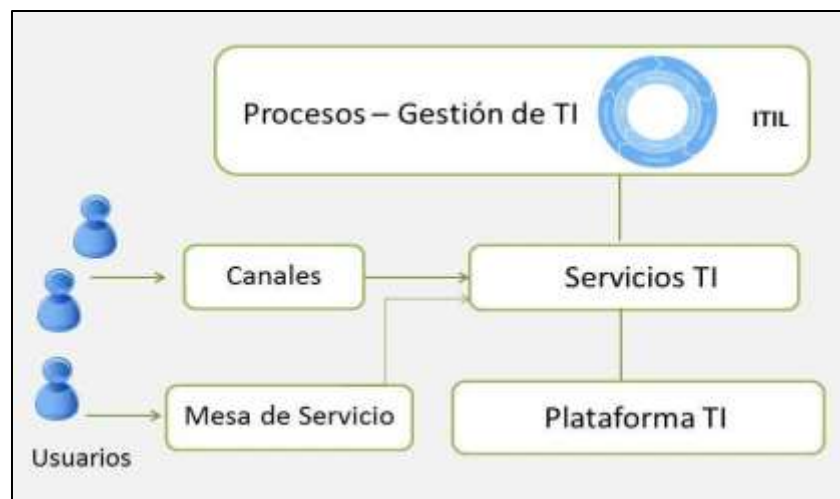 Procesos – Gestión de TI
ITIL
Canales
Servicios TI
Mesa de Servicio
Plataforma TI
Usuarios